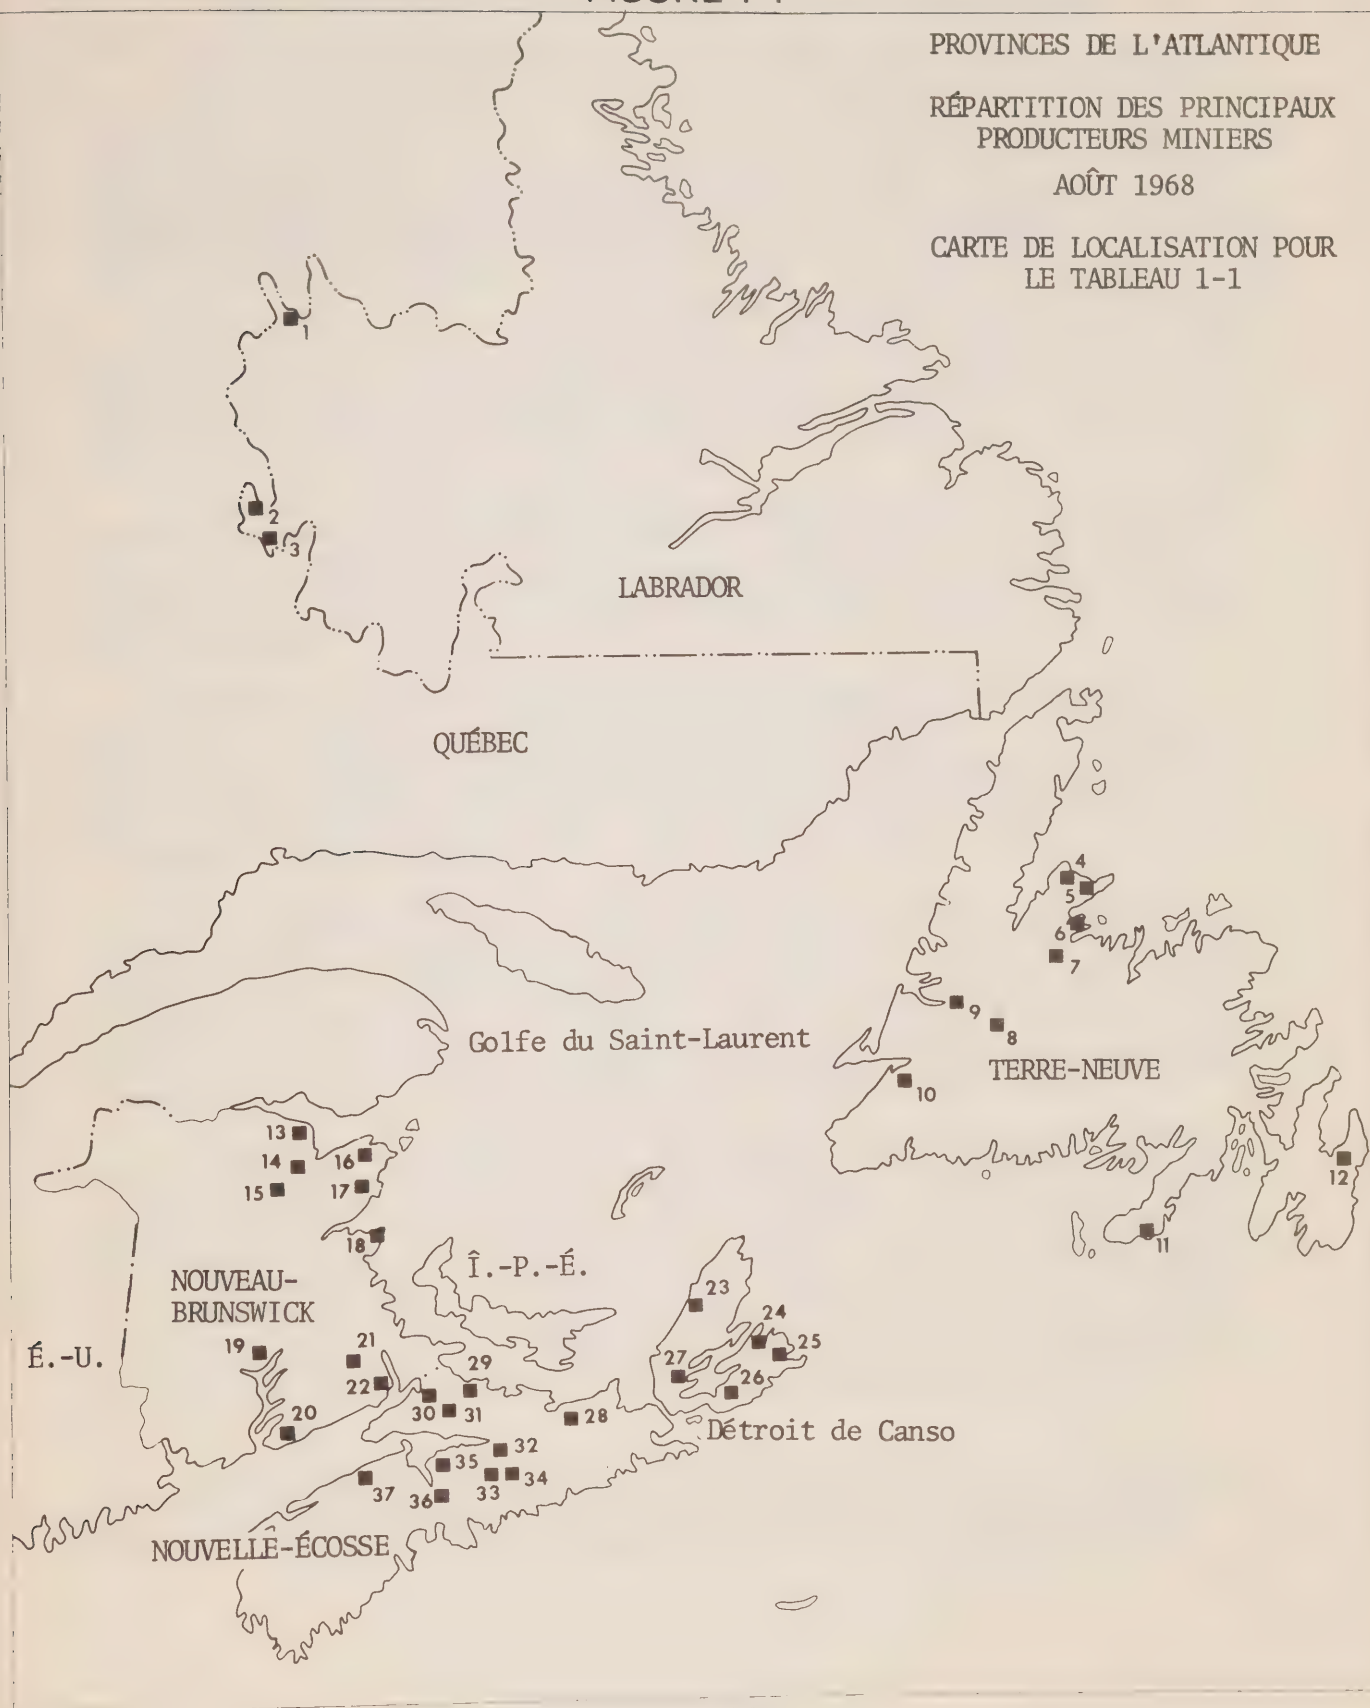 PROVINCES DE L'ATLANTIQUE
RÉPARTITION DES PRINCIPAUX
PRODUCTEURS MINIERS
AOÛT 1968
CARTE DE LOCALISATION POUR
LE TABLEAU 1-1
1
2
3
LABRADOR
QUÉBEC
4
5
6
7
Golfe du Saint-Laurent
9
8
TERRE-NEUVE
10
13
14
16
12
15
17
18
11
Î.-P.-É.
NOUVEAU-
BRUNSWICK
23
24
19
21
25
É.-U.
29
27
22
26
30
31
28
20
Détroit de Canso
32
35
37
36
33
34
NOUVELLÊ-ÉCOSSE